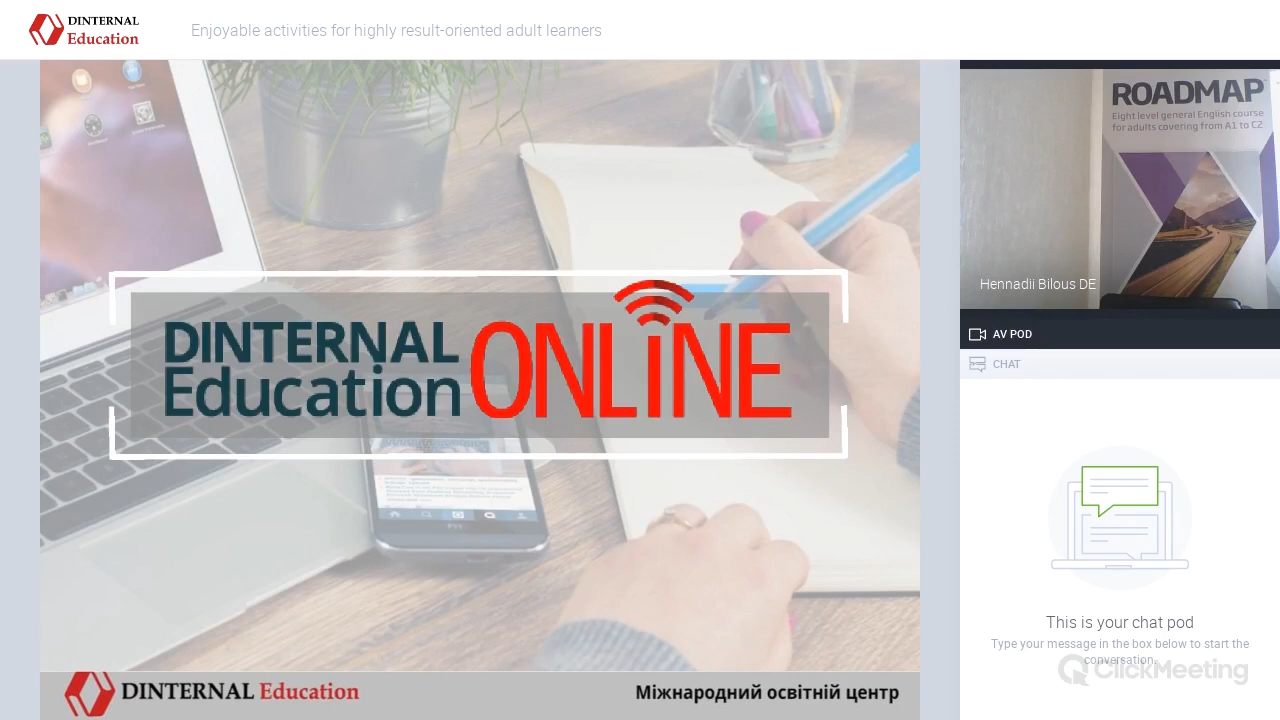 DINTERNAL
Education
Enjoyable activities for highly result-oriented adult learners
ROADMAP
Eight level general English course
for adults covering from A1 to C2
Hennadii Bilous DE
AV POD
CHAT
DINTERNAL
Education
ONLINE
This is your chat pod
Type your message in the box below to start the
conversation.
ClickMeeting
DINTERNAL Education
Міжнародний освітній центр